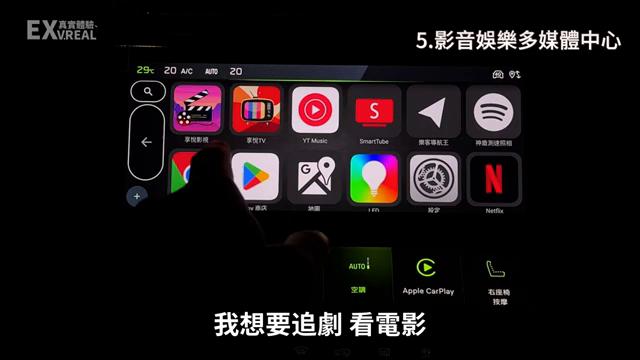 EX 真實體驗、
V.REAL
5.影音娛樂多媒體中心
29℃ 20 A/C AUTO 20
享悅影視 享悅TV YT Music SmartTube 樂客導航王 神盾測速照相
商店 地圖 LED 設定 Netflix
AUTO
空調 Apple CarPlay 右座椅
按摩
我想要追劇 看電影